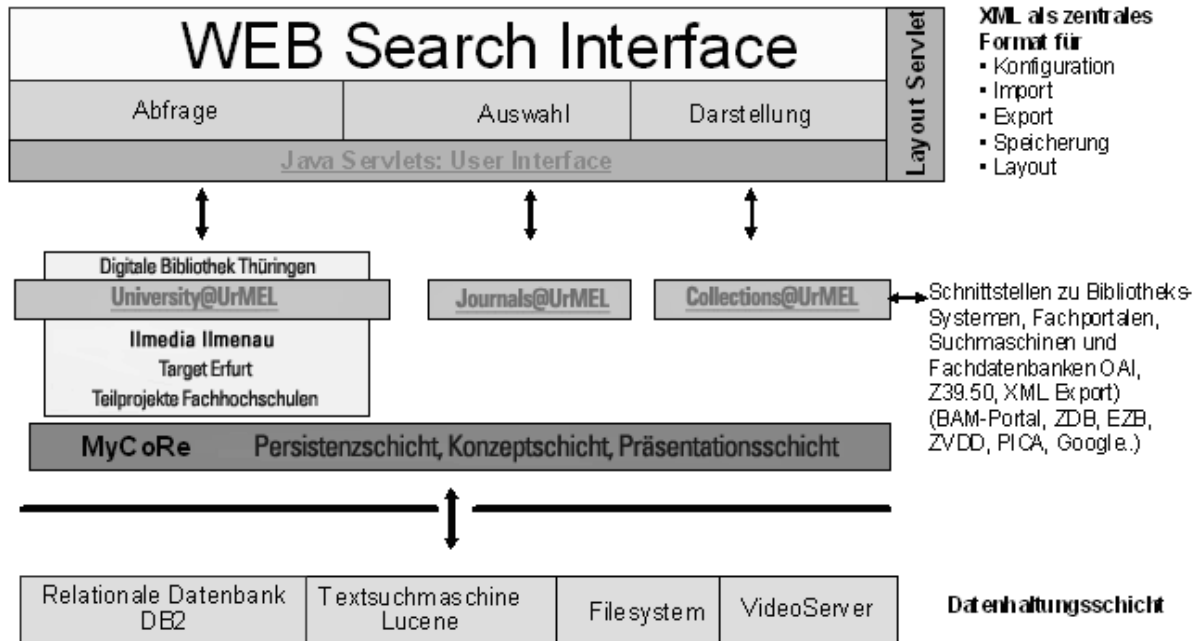 WEB Search Interface
Abfrage
Auswahl
Darstellung
Java Servlets: User Interface
Layout Servlet
XML als zentrales
Format für
▪ Konfiguration
▪ Import
▪ Export
▪ Speicherung
▪ Layout
Digitale Bibliothek Thüringen
University@UrMEL
Ilmedia Ilmenau
Target Erfurt
Teilprojekte Fachhochschulen
Journals@UrMEL
Collections@UrMEL
Schnittstellen zu Bibliotheks-
Systemen, Fachportalen,
Suchmaschinen und
Fachdatenbanken OAI,
Z39.50, XML Export)
(BAM-Portal, ZDB, EZB,
ZVDD, PICA, Google..)
MyCoRe Persistenzschicht, Konzeptschicht, Präsentationsschicht
Relationale Datenbank
DB2
Textsuchmaschine
Lucene
Filesystem
VideoServer
Datenhaltungsschicht